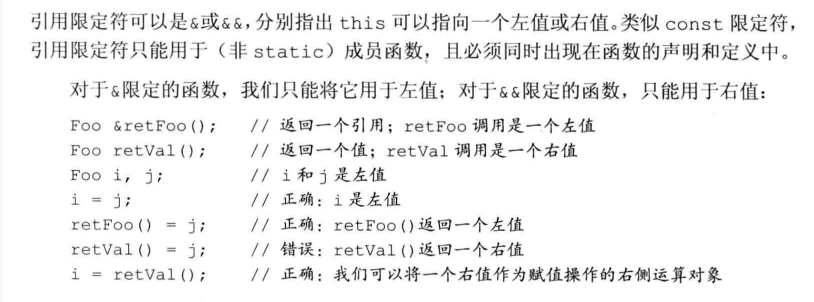 引用限定符可以是&或&&，分别指出 this 可以指向一个左值或右值。类似 const 限定符，
引用限定符只能用于（非 static）成员函数，且必须同时出现在函数的声明和定义中。
对于&限定的函数，我们只能将它用于左值；对于&&限定的函数，只能用于右值：
Foo &retFoo(); // 返回一个引用；retFoo 调用是一个左值
Foo retVal(); // 返回一个值；retVal 调用是一个右值
Foo i, j; // i 和 j 是左值
i = j; // 正确：i 是左值
retFoo() = j; // 正确：retFoo()返回一个左值
retVal() = j; // 错误：retVal()返回一个右值
i = retVal(); // 正确：我们可以将一个右值作为赋值操作的右侧运算对象